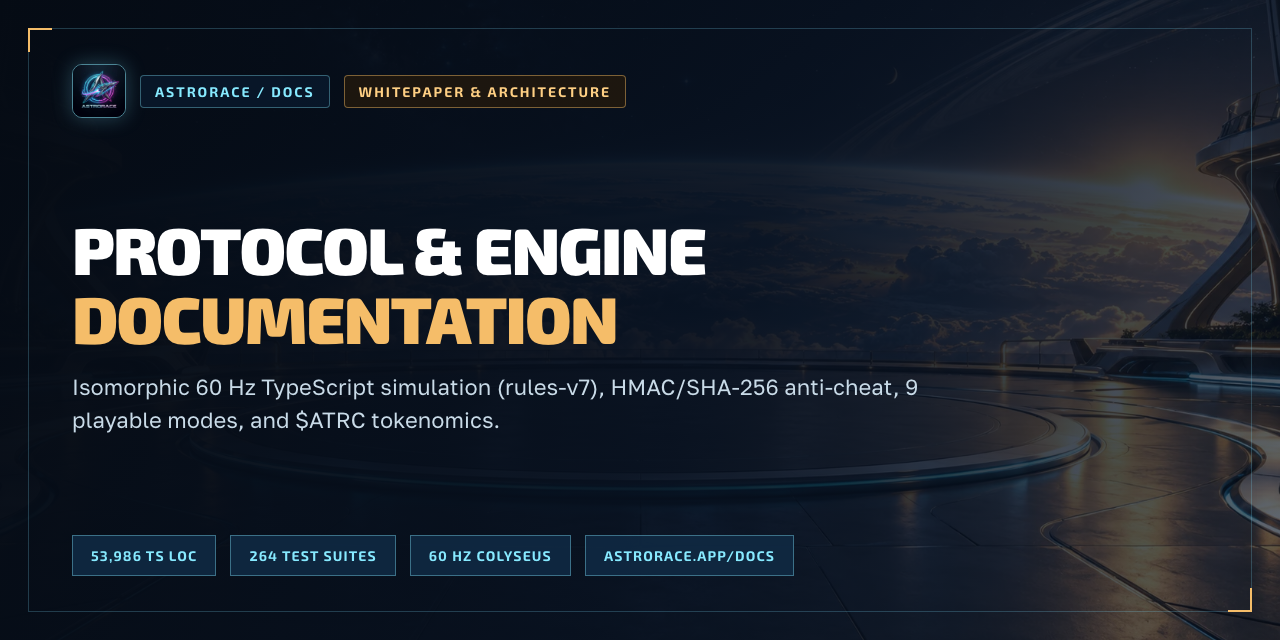 ASTRORACE
ASTRORACE / DOCS
WHITEPAPER & ARCHITECTURE
PROTOCOL & ENGINE
DOCUMENTATION
Isomorphic 60 Hz TypeScript simulation (rules-v7), HMAC/SHA-256 anti-cheat, 9
playable modes, and $ATRC tokenomics.
53,986 TS LOC
264 TEST SUITES
60 HZ COLYSEUS
ASTRORACE.APP/DOCS